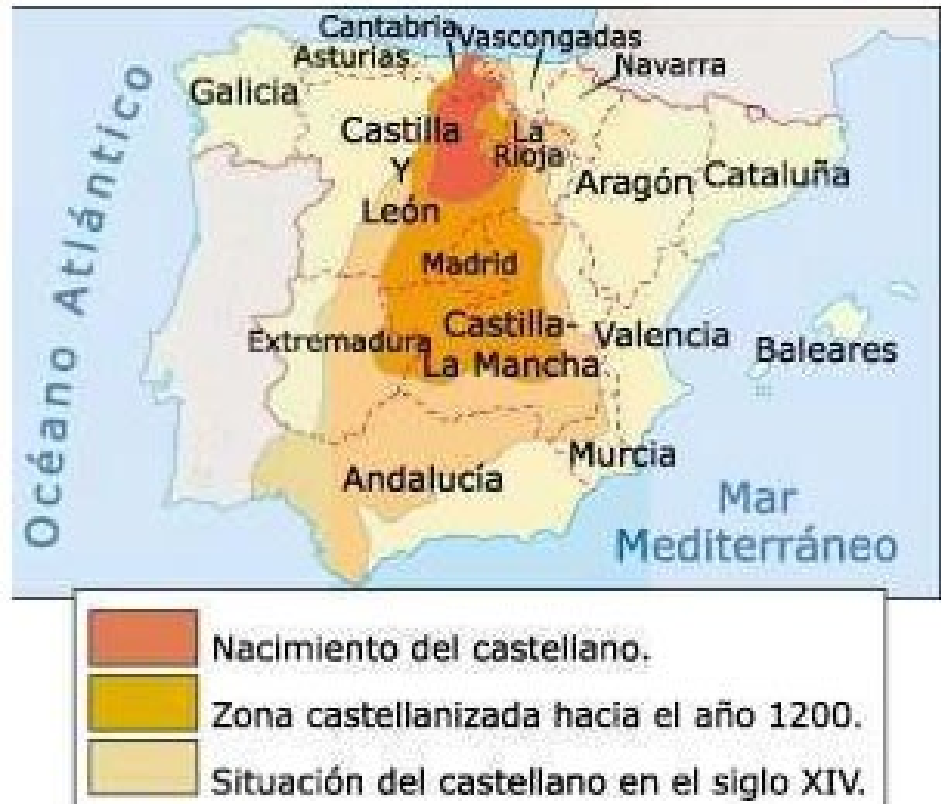 Cantabria
Vascongadas
Asturias
Navarra
Galicia
Castilla
Y
León
La
Rioja
Aragón
Cataluña
Madrid
Extremadura
Castilla-
La Mancha
Valencia
Baleares
Andalucía
Murcia
Océano Atlántico
Mar
Mediterráneo
Nacimiento del castellano.
Zona castellanizada hacia el año 1200.
Situación del castellano en el siglo XIV.